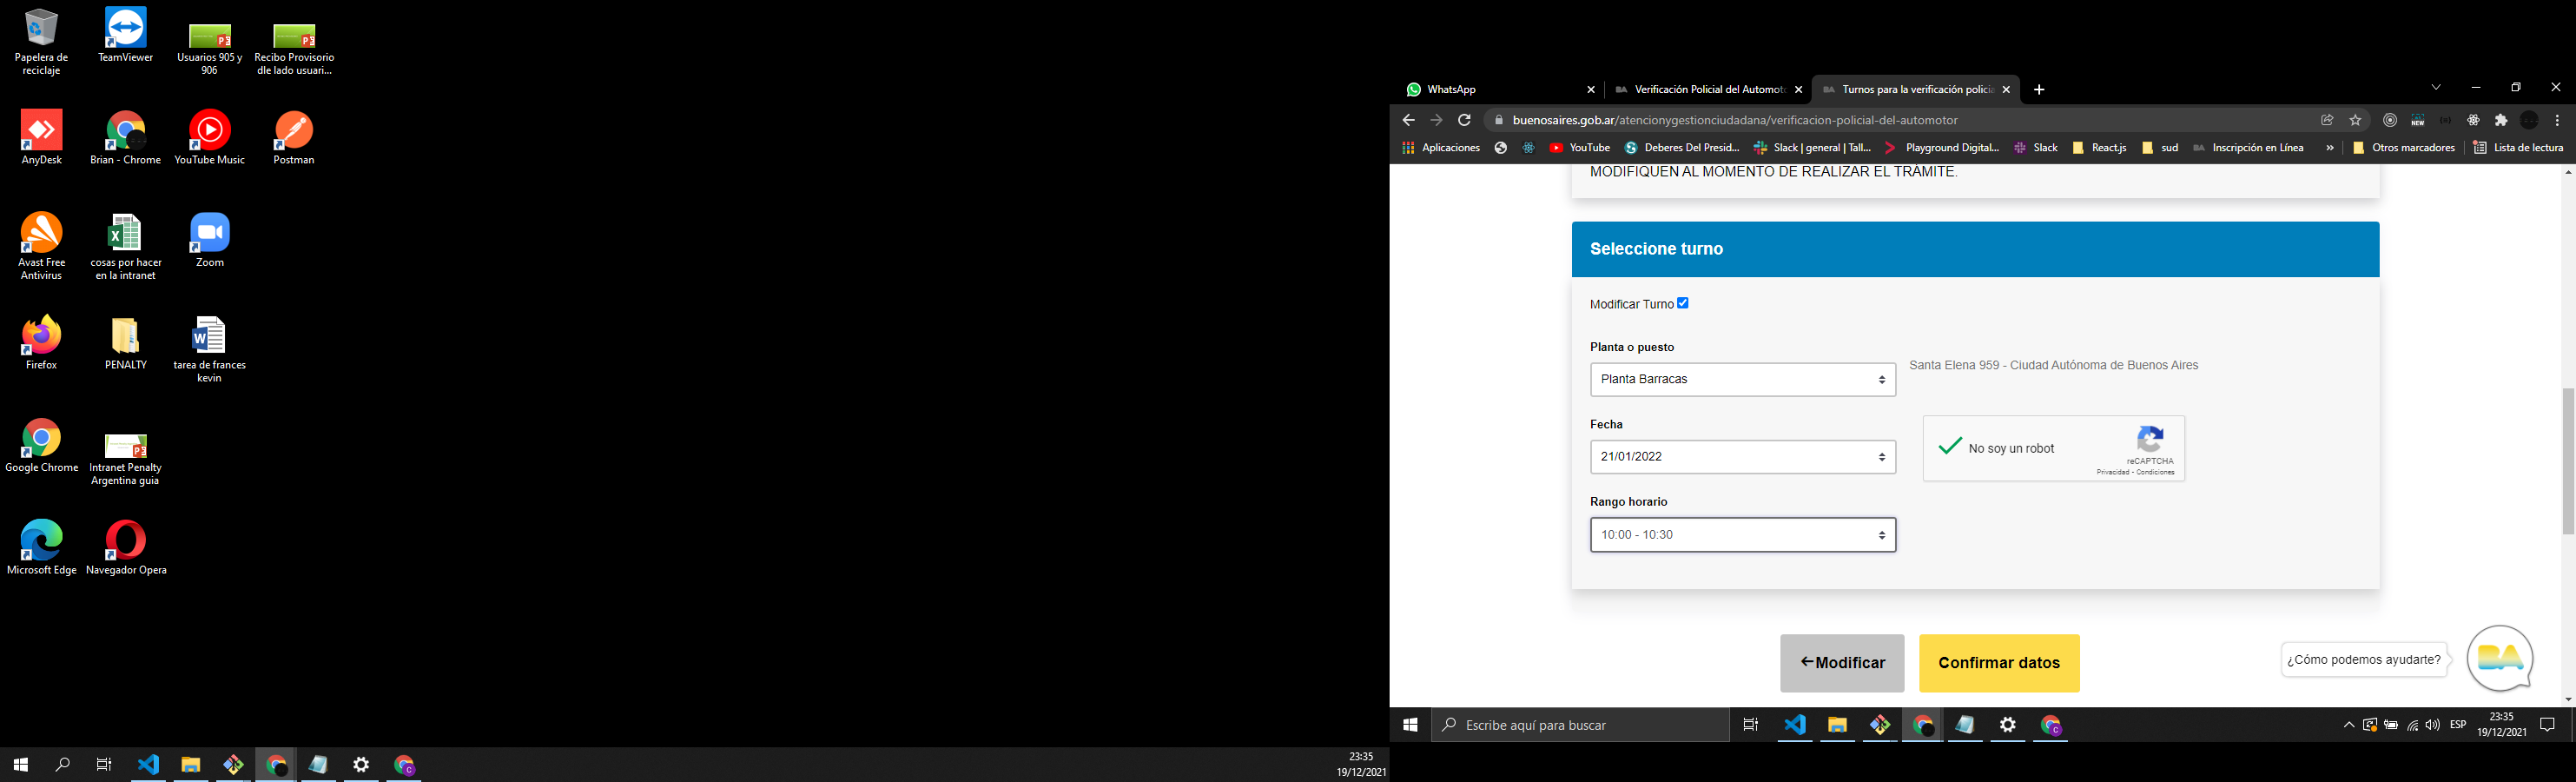 Papelera de
reciclaje
TeamViewer
Usuarios 905 y
906
Recibo Provisorio
dle lado usuari...
AnyDesk
Brian - Chrome
YouTube Music
Postman
Avast Free
Antivirus
cosas por hacer
en la intranet
Zoom
Firefox
PENALTY
tarea de frances
kevin
Google Chrome
Intranet Penalty
Argentina guia
Microsoft Edge
Navegador Opera
23:35
19/12/2021
WhatsApp
Verificación Policial del Automoto
Turnos para la verificación policia
buenosaires.gob.ar/atencionygestionciudadana/verificacion-policial-del-automotor
NEW
Aplicaciones
YouTube
Deberes Del Presid...
Slack | general | Tall...
Playground Digital...
Slack
React.js
sud
BA Inscripción en Línea
»
Otros marcadores
Lista de lectura
MODIFIQUEN AL MOMENTO DE REALIZAR EL TRÁMITE.
Seleccione turno
Modificar Turno
Planta o puesto
Planta Barracas
Santa Elena 959 - Ciudad Autónoma de Buenos Aires
Fecha
21/01/2022
No soy un robot
reCAPTCHA
Privacidad - Condiciones
Rango horario
10:00 - 10:30
←Modificar
Confirmar datos
¿Cómo podemos ayudarte?
BA
Escribe aquí para buscar
ESP
23:35
19/12/2021